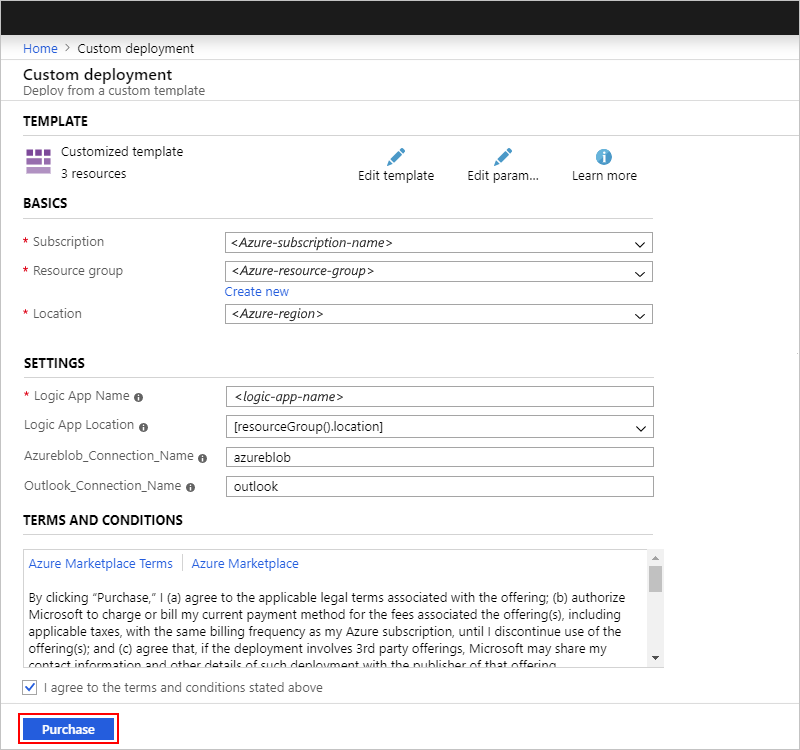 Home > Custom deployment
Custom deployment
Deploy from a custom template
TEMPLATE
Customized template
3 resources
Edit template
Edit param...
Learn more
BASICS
* Subscription
<Azure-subscription-name>
* Resource group
<Azure-resource-group>
Create new
* Location
<Azure-region>
SETTINGS
* Logic App Name
<logic-app-name>
Logic App Location
[resourceGroup().location]
Azureblob_Connection_Name
azureblob
Outlook_Connection_Name
outlook
TERMS AND CONDITIONS
Azure Marketplace Terms | Azure Marketplace
By clicking “Purchase,” I (a) agree to the applicable legal terms associated with the offering; (b) authorize
Microsoft to charge or bill my current payment method for the fees associated the offering(s), including
applicable taxes, with the same billing frequency as my Azure subscription, until I discontinue use of the
offering(s); and (c) agree that, if the deployment involves 3rd party offerings, Microsoft may share my
contact information and other details of such deployment with the publisher of that offering.
I agree to the terms and conditions stated above
Purchase